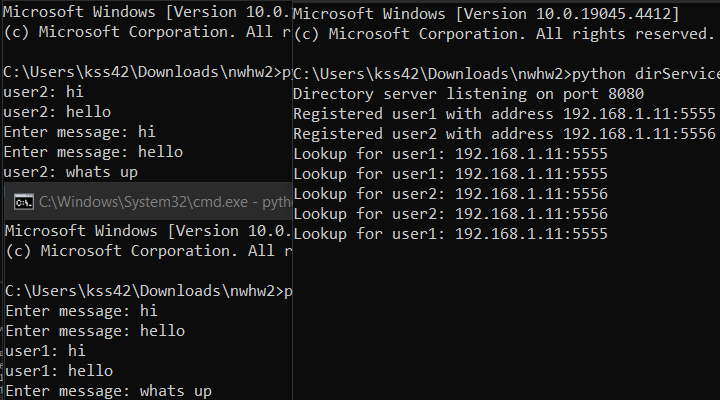 Microsoft Windows [Version 10.0.
(c) Microsoft Corporation. All r
C:\Users\kss42\Downloads\nwhw2>py
user2: hi
user2: hello
Enter message: hi
Enter message: hello
user2: whats up
C:\Windows\System32\cmd.exe - pytho
Microsoft Windows [Version 10.0.
(c) Microsoft Corporation. All r
C:\Users\kss42\Downloads\nwhw2>p
Enter message: hi
Enter message: hello
user1: hi
user1: hello
Enter message: whats up
Microsoft Windows [Version 10.0.19045.4412]
(c) Microsoft Corporation. All rights reserved.
C:\Users\kss42\Downloads\nwhw2>python dirService
Directory server listening on port 8080
Registered user1 with address 192.168.1.11:5555
Registered user2 with address 192.168.1.11:5556
Lookup for user1: 192.168.1.11:5555
Lookup for user1: 192.168.1.11:5555
Lookup for user2: 192.168.1.11:5556
Lookup for user2: 192.168.1.11:5556
Lookup for user1: 192.168.1.11:5555